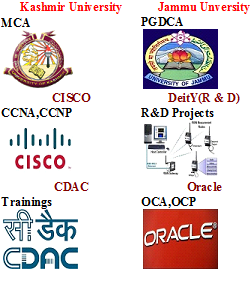 Kashmir University
Jammu Unversity
MCA
PGDCA
UNIVERSITY OF JAMMU
CISCO
DeitY(R & D)
CCNA,CCNP
R&D Projects
CISCO.
CDAC
Oracle
Trainings
OCA,OCP
सी डैक
CDAC
ORACLE®